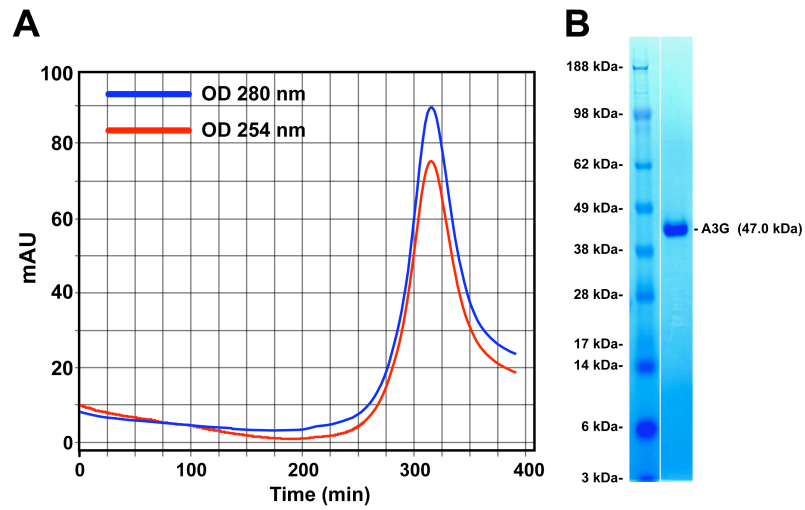 A
100
80
60
40
20
0
mAU
OD 280 nm
OD 254 nm
0
100
200
300
400
Time (min)
B
188 kDa-
98 kDa-
62 kDa-
49 kDa-
38 kDa-
28 kDa-
17 kDa-
14 kDa-
6 kDa-
3 kDa-
- A3G (47.0 kDa)